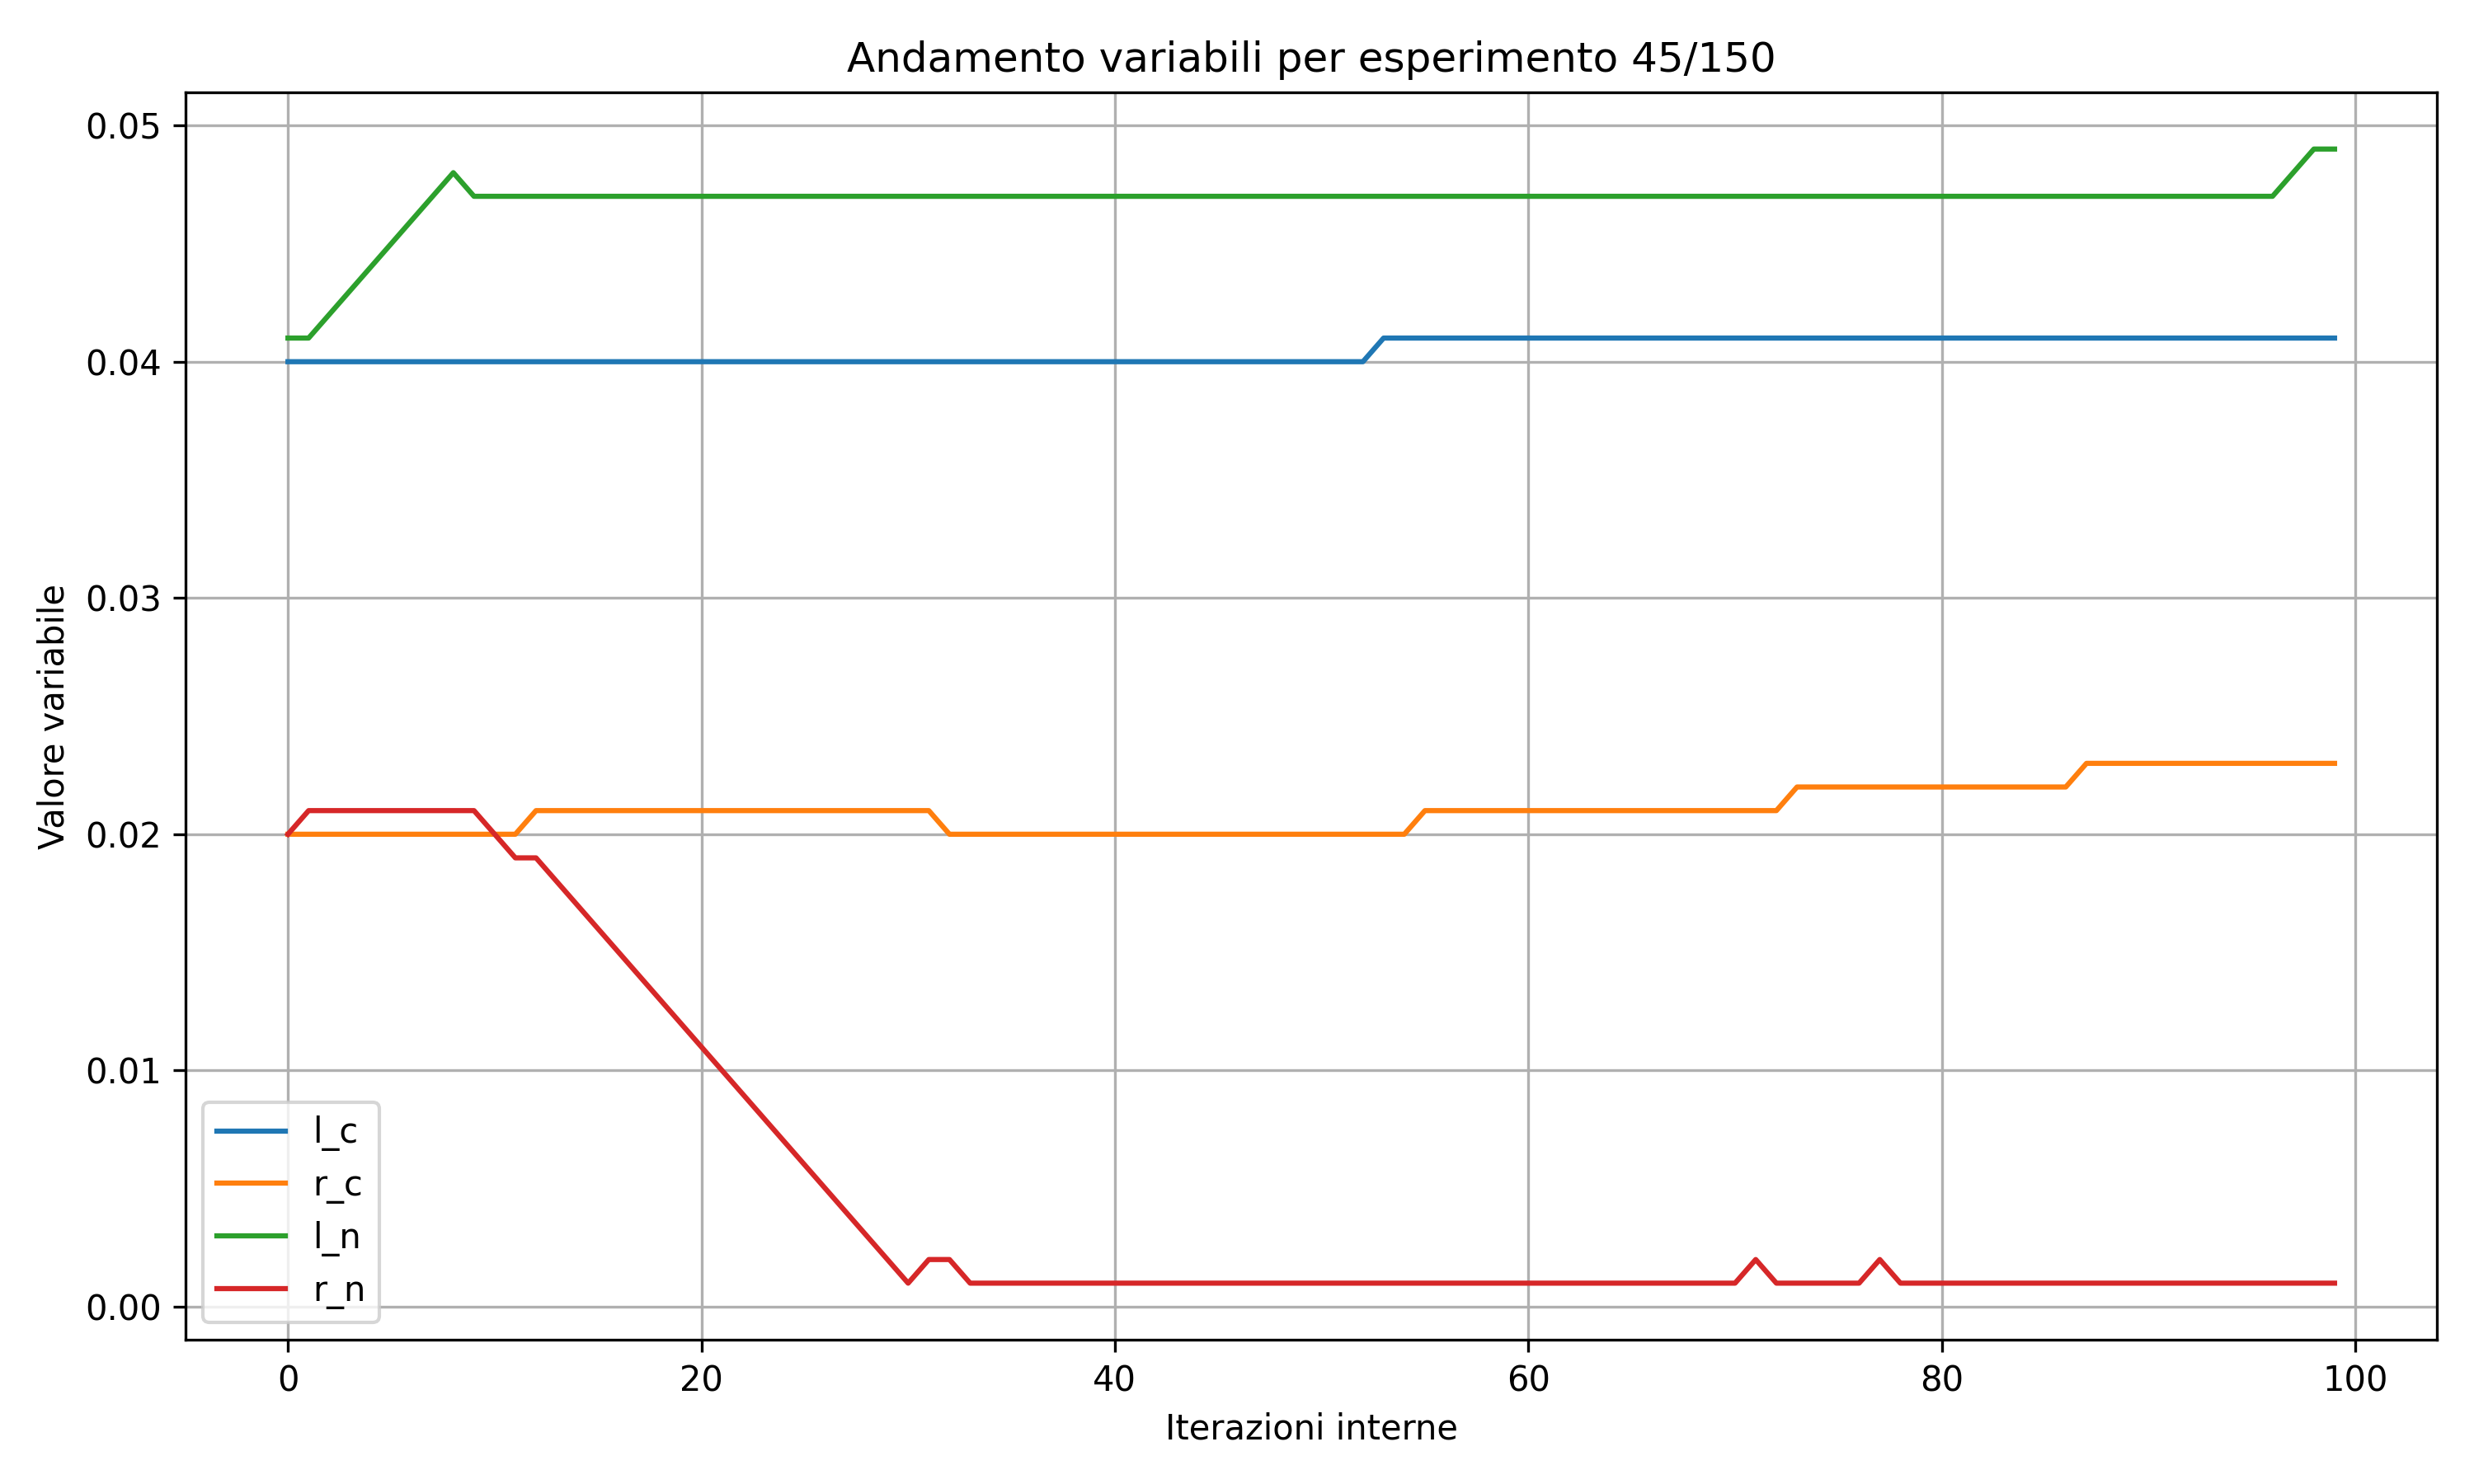 Andamento variabili per esperimento 45/150
Valore variabile
0.05
0.04
0.03
0.02
0.01
0.00
l_c
r_c
l_n
r_n
0 20 40 60 80 100
Iterazioni interne